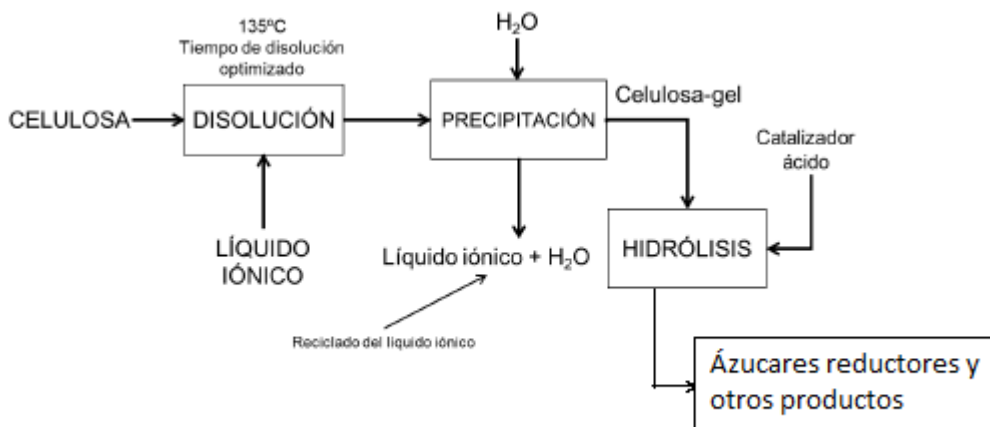 135ºC
Tiempo de disolución
optimizado
H₂O
CELULOSA
DISOLUCIÓN
PRECIPITACIÓN
Celulosa-gel
Catalizador
ácido
LÍQUIDO
IÓNICO
Líquido iónico + H₂O
HIDRÓLISIS
Reciclado del líquido iónico
Ázucares reductores y
otros productos